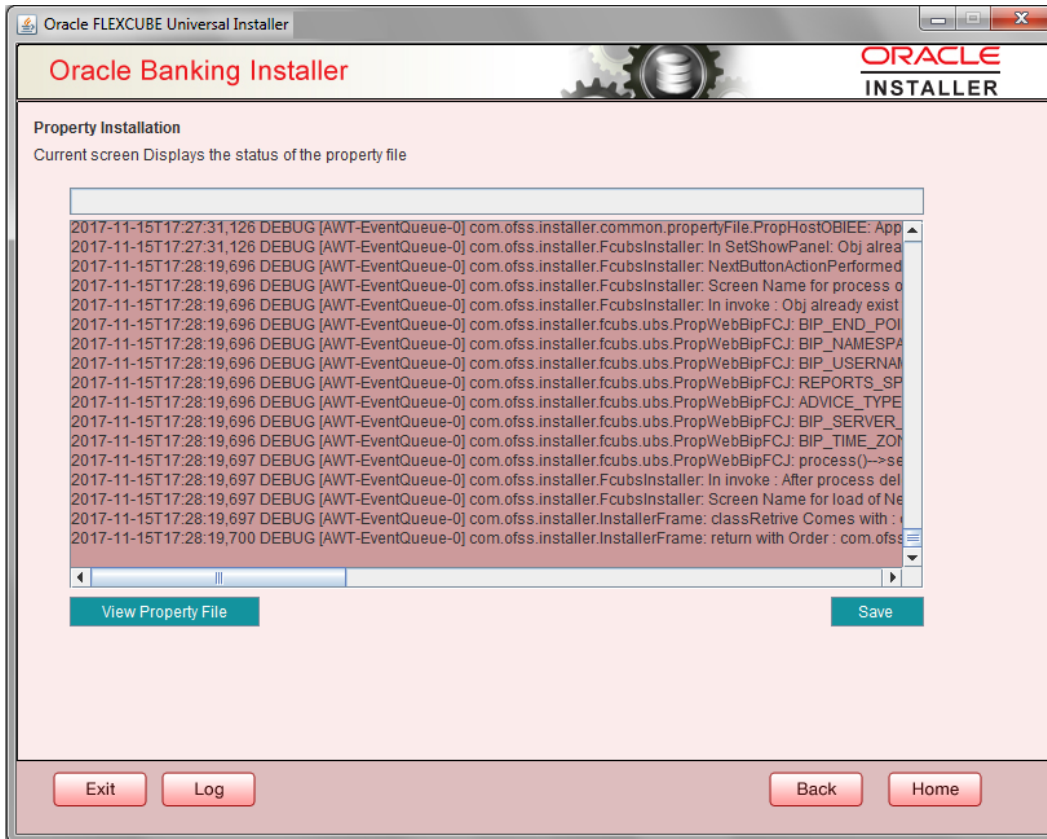 Oracle FLEXCUBE Universal Installer
Oracle Banking Installer
ORACLE
INSTALLER
Property Installation
Current screen Displays the status of the property file
2017-11-15T17:27:31,126 DEBUG [AWT-EventQueue-0] com.ofss.installer.common.propertyFile.PropHostOBIEE: App
2017-11-15T17:27:31,126 DEBUG [AWT-EventQueue-0] com.ofss.installer.FcubsInstaller: In SetShowPanel: Obj alrea
2017-11-15T17:28:19,696 DEBUG [AWT-EventQueue-0] com.ofss.installer.FcubsInstaller: NextButtonActionPerformed
2017-11-15T17:28:19,696 DEBUG [AWT-EventQueue-0] com.ofss.installer.FcubsInstaller: Screen Name for process o
2017-11-15T17:28:19,696 DEBUG [AWT-EventQueue-0] com.ofss.installer.FcubsInstaller: In invoke : Obj already exist
2017-11-15T17:28:19,696 DEBUG [AWT-EventQueue-0] com.ofss.installer.fcubs.ubs.PropWebBipFCJ: BIP_END_POI
2017-11-15T17:28:19,696 DEBUG [AWT-EventQueue-0] com.ofss.installer.fcubs.ubs.PropWebBipFCJ: BIP_NAMESPA
2017-11-15T17:28:19,696 DEBUG [AWT-EventQueue-0] com.ofss.installer.fcubs.ubs.PropWebBipFCJ: BIP_USERNAM
2017-11-15T17:28:19,696 DEBUG [AWT-EventQueue-0] com.ofss.installer.fcubs.ubs.PropWebBipFCJ: REPORTS_SP
2017-11-15T17:28:19,696 DEBUG [AWT-EventQueue-0] com.ofss.installer.fcubs.ubs.PropWebBipFCJ: ADVICE_TYPE
2017-11-15T17:28:19,696 DEBUG [AWT-EventQueue-0] com.ofss.installer.fcubs.ubs.PropWebBipFCJ: BIP_SERVER_
2017-11-15T17:28:19,696 DEBUG [AWT-EventQueue-0] com.ofss.installer.fcubs.ubs.PropWebBipFCJ: BIP_TIME_ZON
2017-11-15T17:28:19,697 DEBUG [AWT-EventQueue-0] com.ofss.installer.fcubs.ubs.PropWebBipFCJ: process()-->se
2017-11-15T17:28:19,697 DEBUG [AWT-EventQueue-0] com.ofss.installer.FcubsInstaller: In invoke : After process del
2017-11-15T17:28:19,697 DEBUG [AWT-EventQueue-0] com.ofss.installer.FcubsInstaller: Screen Name for load of Ne
2017-11-15T17:28:19,697 DEBUG [AWT-EventQueue-0] com.ofss.installer.InstallerFrame: classRetrive Comes with :
2017-11-15T17:28:19,700 DEBUG [AWT-EventQueue-0] com.ofss.installer.InstallerFrame: return with Order : com.ofss
View Property File
Save
Exit
Log
Back
Home